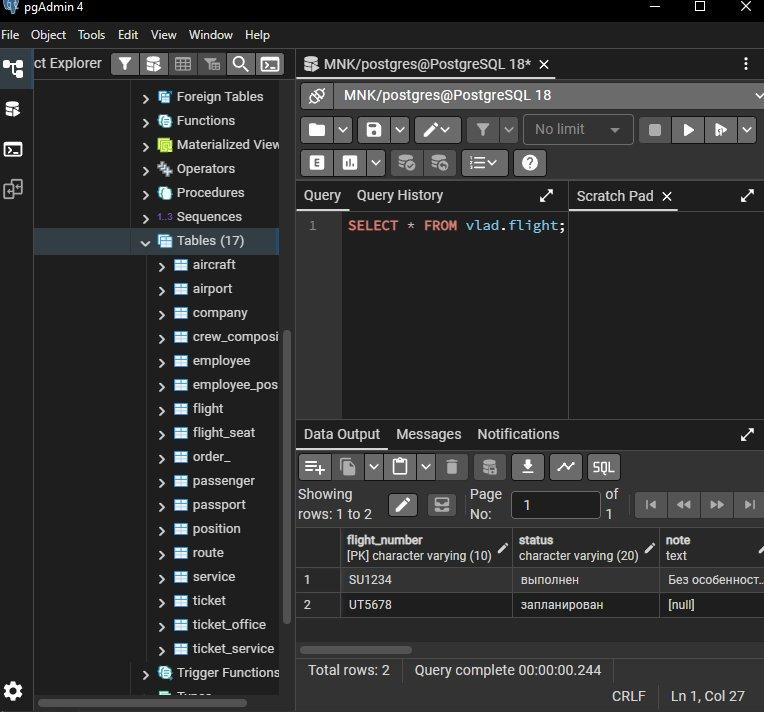 pgAdmin 4
File Object Tools Edit View Window Help
ct Explorer
MNK/postgres@PostgreSQL 18*
MNK/postgres@PostgreSQL 18
No limit
E
Query Query History
Scratch Pad
1 SELECT * FROM vlad.flight;
Foreign Tables
Functions
Materialized View
Operators
Procedures
1..3 Sequences
Tables (17)
aircraft
airport
company
crew_composi
employee
employee_pos
flight
flight_seat
order_
passenger
passport
position
route
service
ticket
ticket_office
ticket_service
Trigger Functions
Types
Data Output Messages Notifications
SQL
Showing
rows: 1 to 2
Page
No:
1
of
1
flight_number
[PK] character varying (10)
status
character varying (20)
note
text
1 SU1234 выполнен Без особенност...
2 UT5678 запланирован [null]
Total rows: 2
Query complete 00:00:00.244
CRLF
Ln 1, Col 27